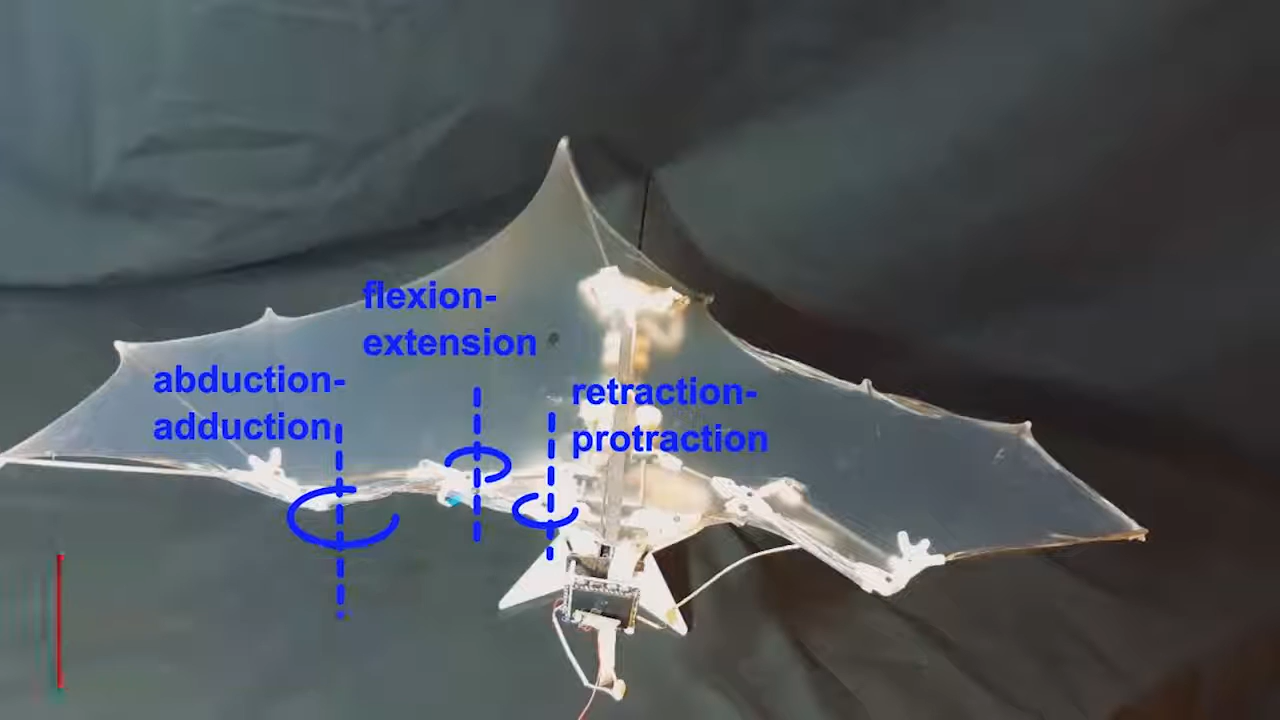 flexion-
extension
abduction-
adduction
retraction-
protraction